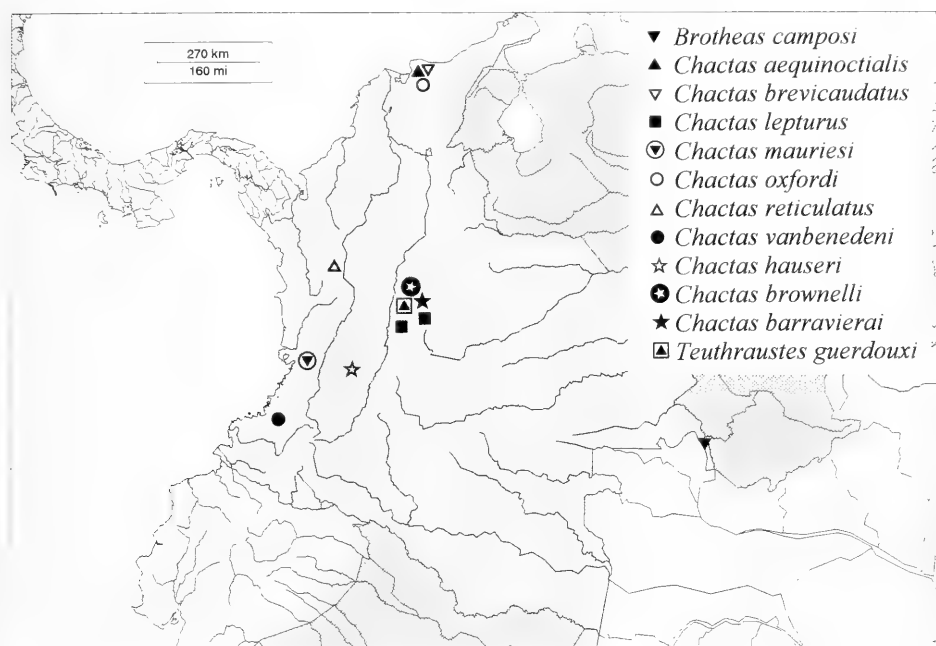 270 km
160 mi
Brotheas camposi
Chactas aequinoctialis
Chactas brevicaudatus
Chactas lepturus
Chactas mauriesi
Chactas oxfordi
Chactas reticulatus
Chactas vanbenedeni
Chactas hauseri
Chactas brownelli
Chactas barravierai
Teuthraustes guerdouxi